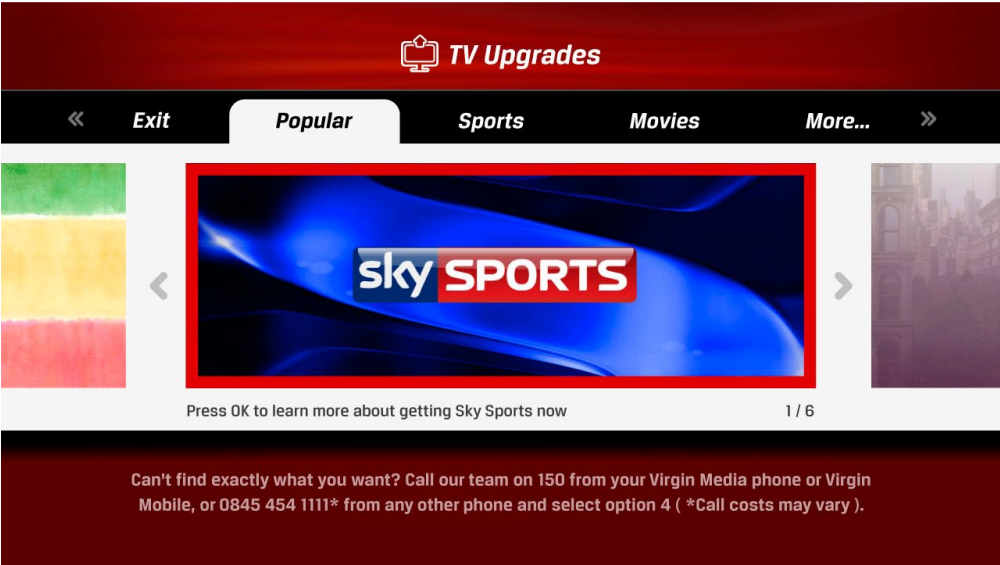 TV Upgrades
Exit Popular Sports Movies More...
sky SPORTS
Press OK to learn more about getting Sky Sports now 1 / 6
Can't find exactly what you want? Call our team on 150 from your Virgin Media phone or Virgin
Mobile, or 0845 454 1111* from any other phone and select option 4 ( *Call costs may vary ).